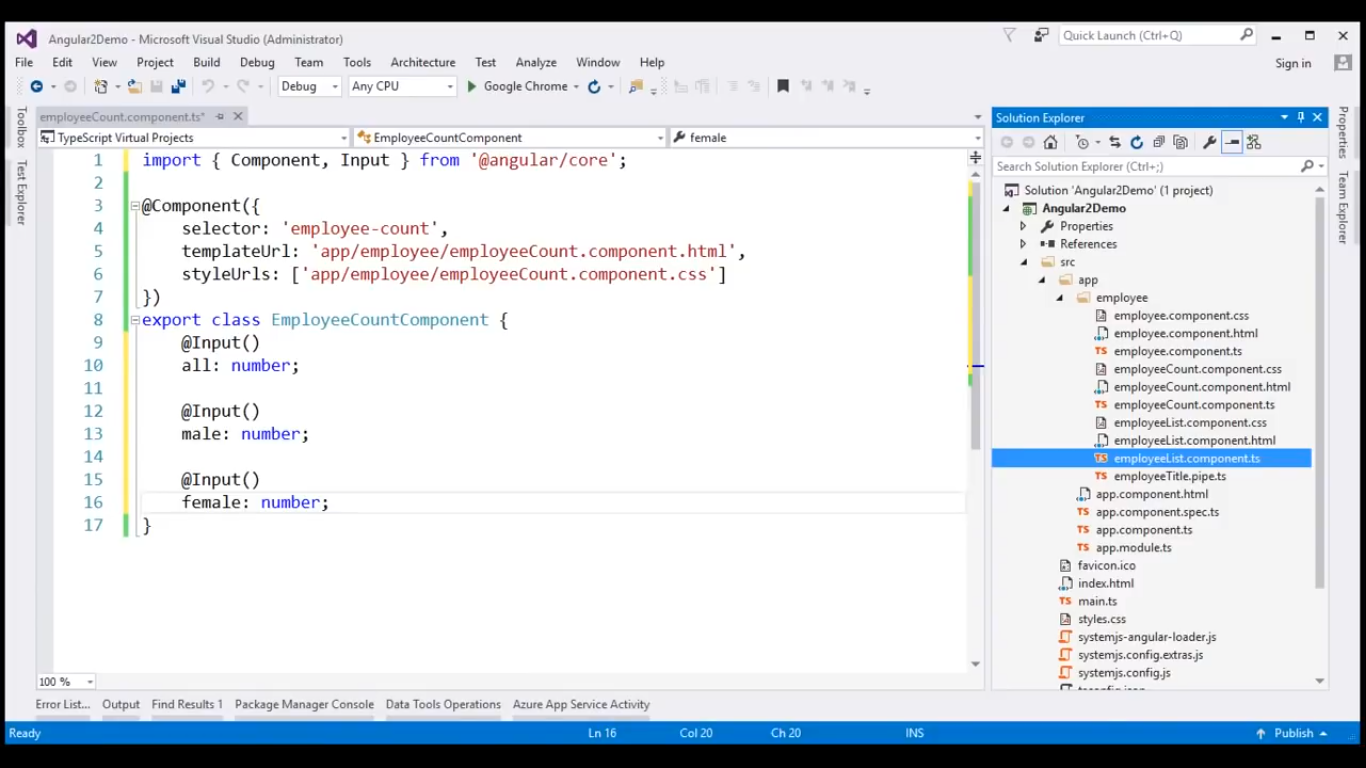 Angular2Demo - Microsoft Visual Studio (Administrator)
Quick Launch (Ctrl+Q)
File Edit View Project Build Debug Team Tools Architecture Test Analyze Window Help
Sign in
Debug Any CPU Google Chrome
Toolbox
Test Explorer
employeeCount.component.ts*
TypeScript Virtual Projects EmployeeCountComponent female
1 import { Component, Input } from '@angular/core';
2
3 @Component({
4 selector: 'employee-count',
5 templateUrl: 'app/employee/employeeCount.component.html',
6 styleUrls: ['app/employee/employeeCount.component.css']
7 })
8 export class EmployeeCountComponent {
9 @Input()
10 all: number;
11
12 @Input()
13 male: number;
14
15 @Input()
16 female: number;
17 }
100 %
Solution Explorer
Search Solution Explorer (Ctrl+;)
Solution 'Angular2Demo' (1 project)
Angular2Demo
Properties
References
src
app
employee
employee.component.css
employee.component.html
TS employee.component.ts
employeeCount.component.css
employeeCount.component.html
TS employeeCount.component.ts
employeeList.component.css
employeeList.component.html
TS employeeList.component.ts
TS employeeTitle.pipe.ts
app.component.html
TS app.component.spec.ts
TS app.component.ts
TS app.module.ts
favicon.ico
index.html
TS main.ts
styles.css
systemjs-angular-loader.js
systemjs.config.extras.js
systemjs.config.js
Properties
Team Explorer
Error List... Output Find Results 1 Package Manager Console Data Tools Operations Azure App Service Activity
Ready Ln 16 Col 20 Ch 20 INS Publish